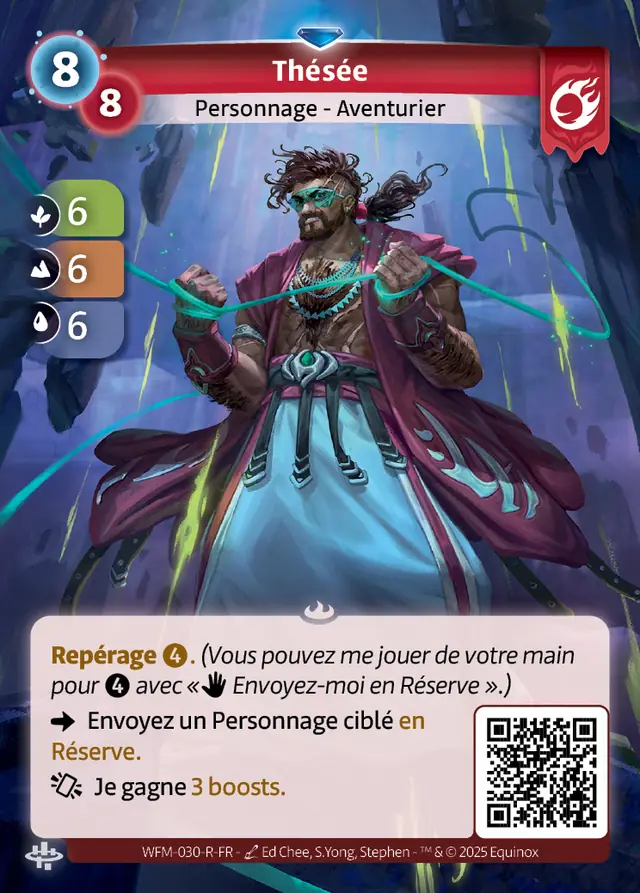 8
Thésée
8
Personnage - Aventurier
6
6
6
Repérage 4. (Vous pouvez me jouer de votre main
pour 4 avec « Envoyez-moi en Réserve ».)
Envoyez un Personnage ciblé en
Réserve.
Je gagne 3 boosts.
WFM-030-R-FR - Ed Chee, S.Yong, Stephen - ™ & © 2025 Equinox